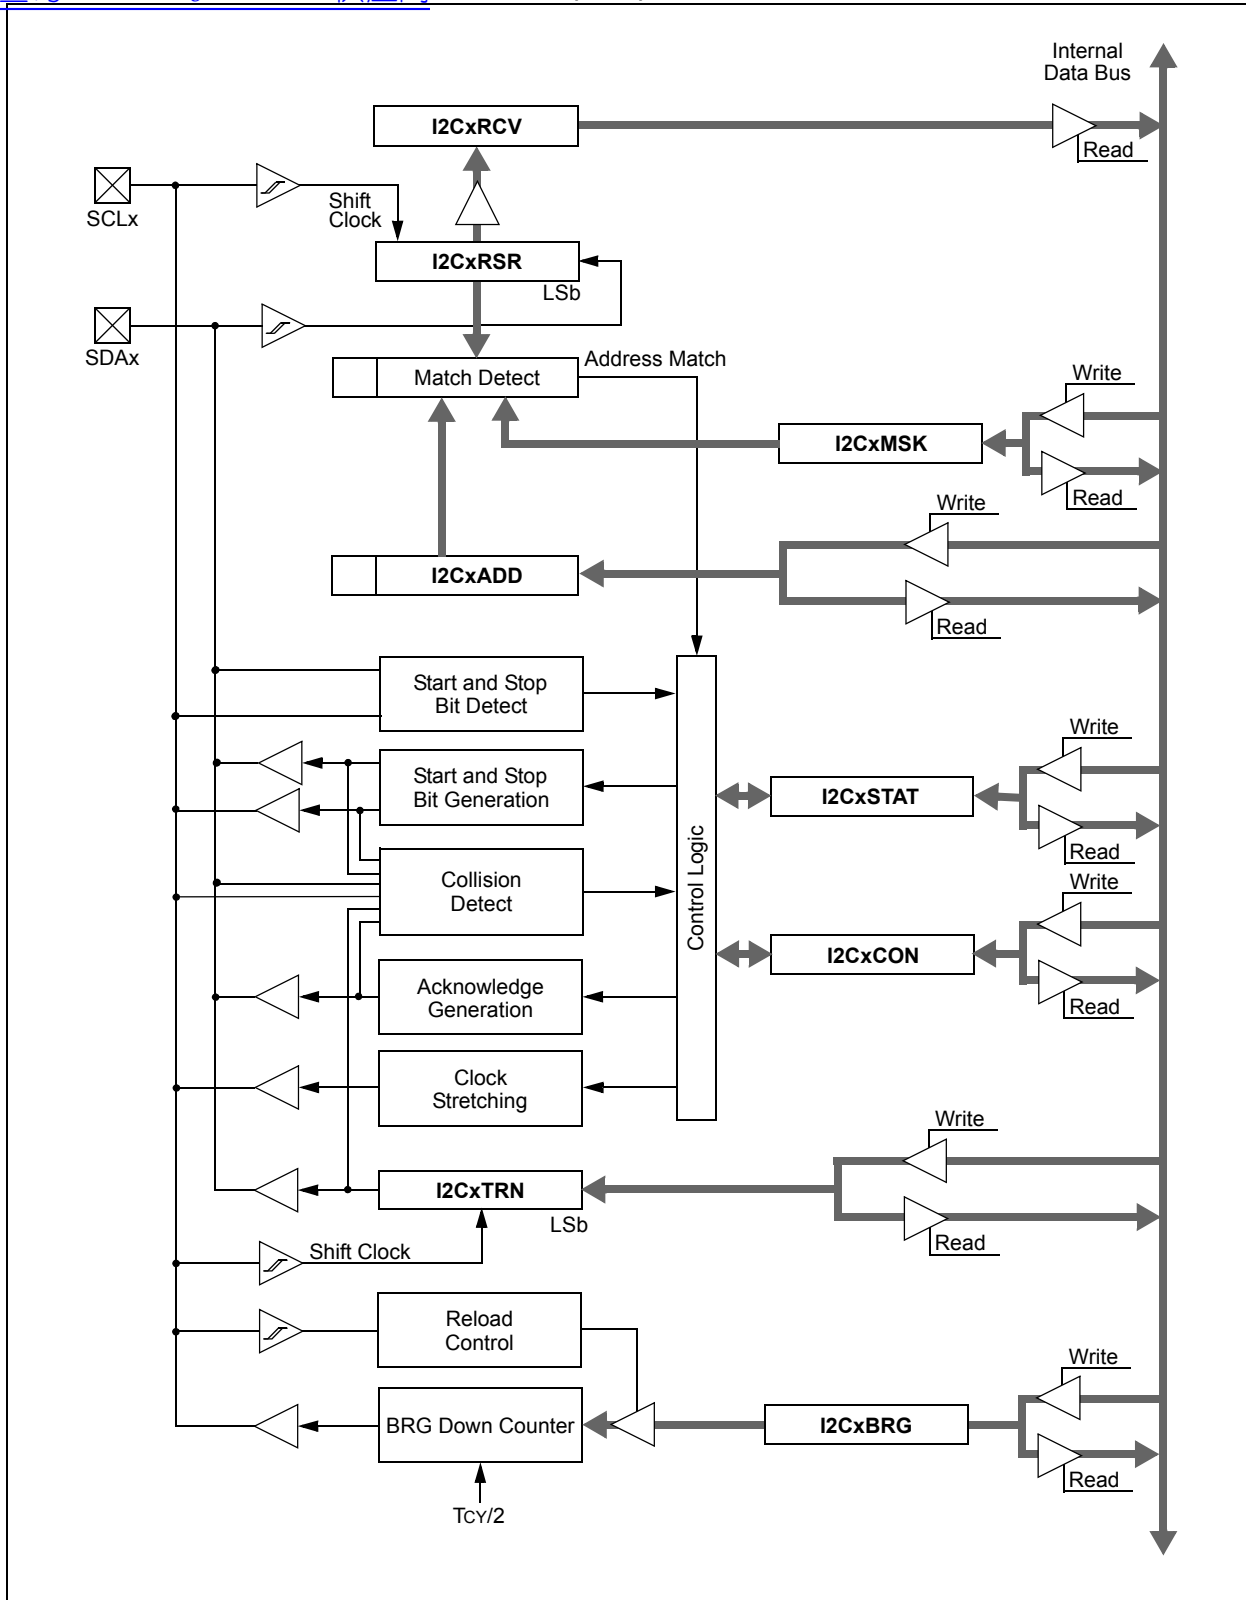 Internal
Data Bus
I2CxRCV
Read
SCLx
Shift
Clock
I2CxRSR
LSb
SDAx
Match Detect
Address Match
Write
I2CxMSK
Read
Write
I2CxADD
Read
Start and Stop
Bit Detect
Write
Start and Stop
Bit Generation
I2CxSTAT
Control Logic
Read
Collision
Detect
Write
I2CxCON
Acknowledge
Generation
Read
Clock
Stretching
Write
I2CxTRN
LSb
Read
Shift Clock
Reload
Control
Write
BRG Down Counter
I2CxBRG
Read
TCY/2